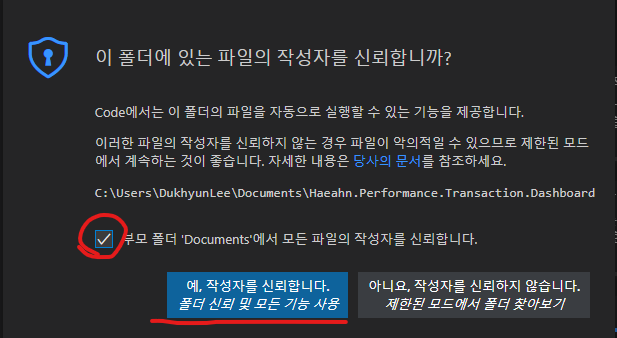 이 폴더에 있는 파일의 작성자를 신뢰합니까?
Code에서는 이 폴더의 파일을 자동으로 실행할 수 있는 기능을 제공합니다.
이러한 파일의 작성자를 신뢰하지 않는 경우 파일이 악의적일 수 있으므로 제한된 모드
에서 계속하는 것이 좋습니다. 자세한 내용은 당사의 문서를 참조하세요.
C:\Users\DukhyunLee\Documents\Haeahn.Performance.Transaction.Dashboard
부모 폴더 'Documents'에서 모든 파일의 작성자를 신뢰합니다.
예, 작성자를 신뢰합니다.
폴더 신뢰 및 모든 기능 사용
아니요, 작성자를 신뢰하지 않습니다.
제한된 모드에서 폴더 찾아보기